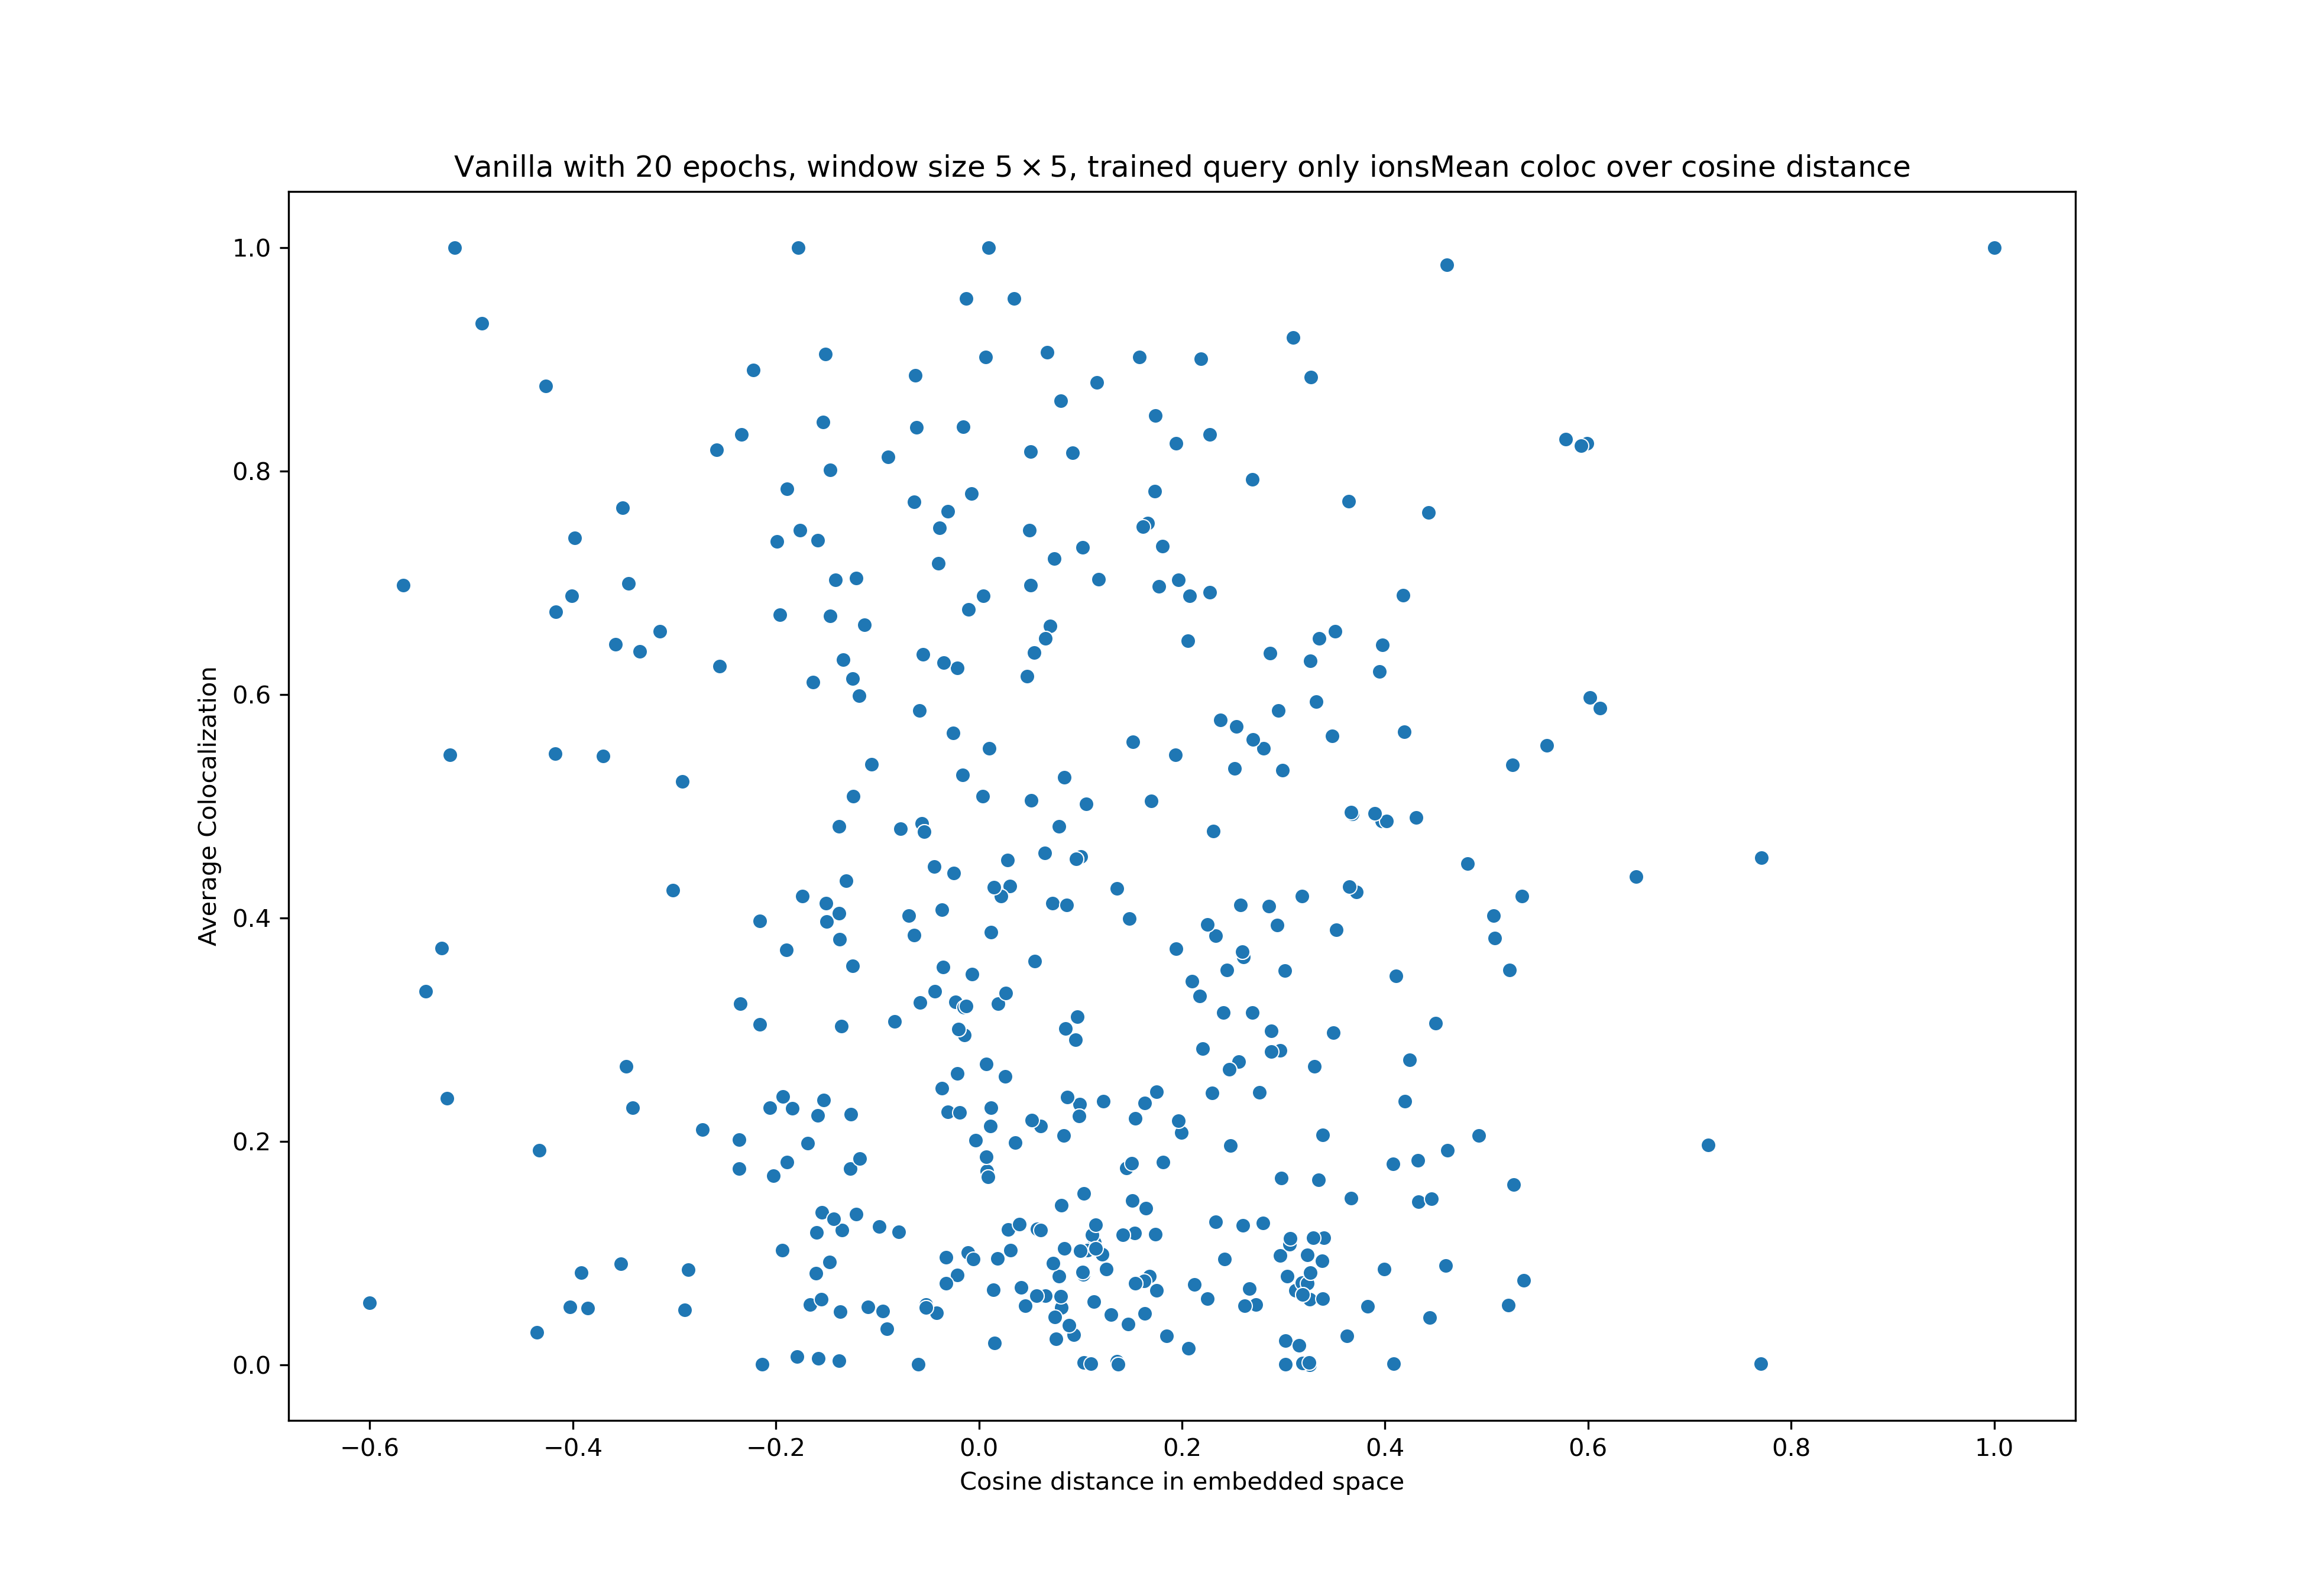 Vanilla with 20 epochs, window size 5 × 5, trained query only ionsMean coloc over cosine distance
1.0
0.8
0.6
0.4
0.2
0.0
Average Colocalization
−0.6 −0.4 −0.2 0.0 0.2 0.4 0.6 0.8 1.0
Cosine distance in embedded space